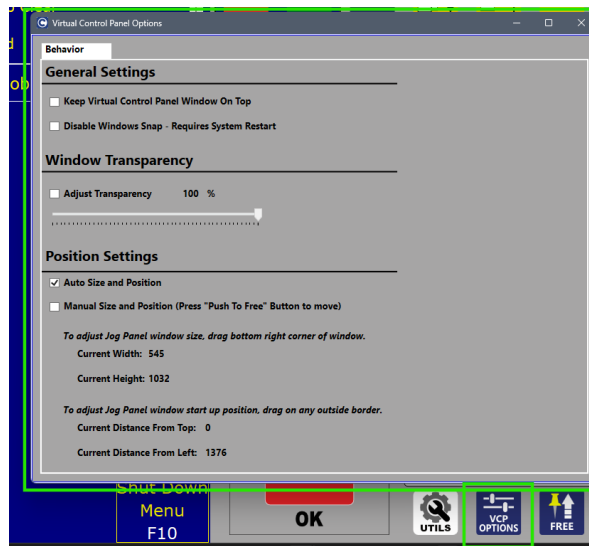 Virtual Control Panel Options
Behavior
General Settings
Keep Virtual Control Panel Window On Top
Disable Windows Snap - Requires System Restart
Window Transparency
Adjust Transparency 100 %
Position Settings
Auto Size and Position
Manual Size and Position (Press "Push To Free" Button to move)
To adjust Jog Panel window size, drag bottom right corner of window.
Current Width: 545
Current Height: 1032
To adjust Jog Panel window start up position, drag on any outside border.
Current Distance From Top: 0
Current Distance From Left: 1376
Shut Down
Menu
F10
OK
UTILS
VCP
OPTIONS
FREE